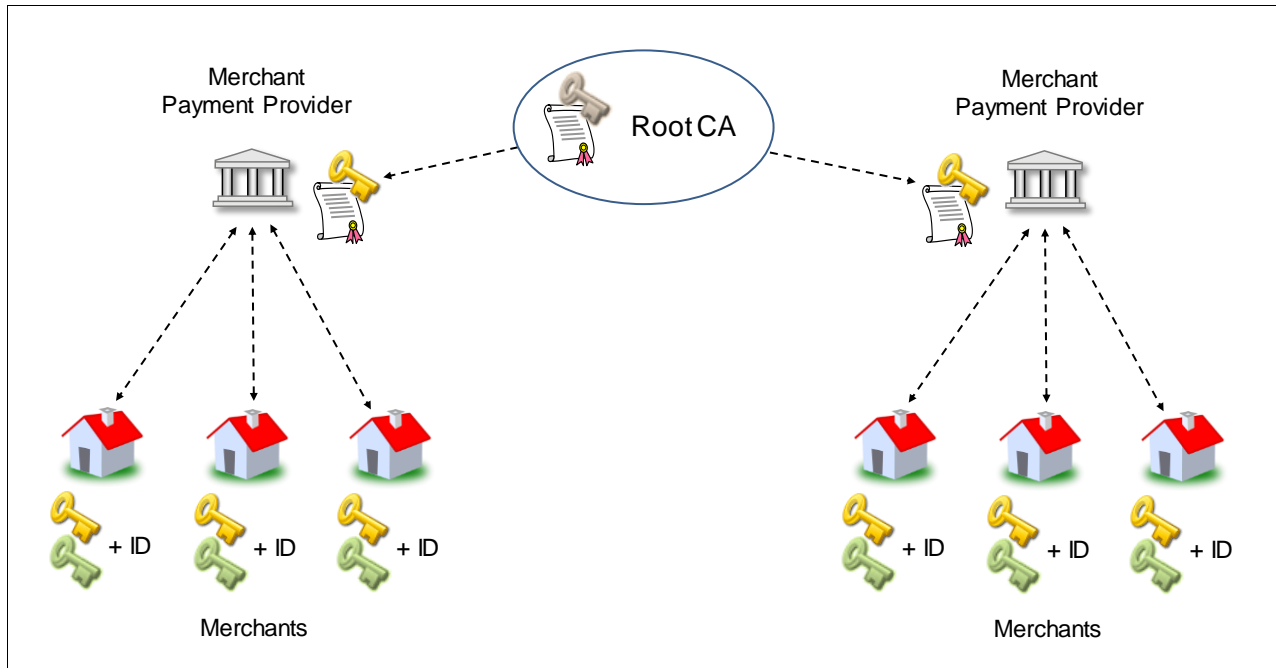 Merchant
Payment Provider
Root CA
Merchant
Payment Provider
+ ID
+ ID
+ ID
+ ID
+ ID
+ ID
Merchants
Merchants